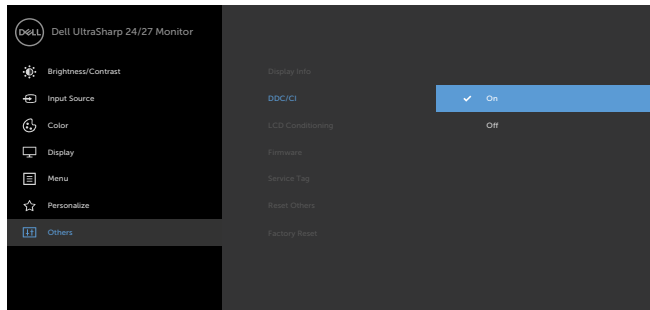 DELL
Dell UltraSharp 24/27 Monitor
Brightness/Contrast
Input Source
Color
Display
Menu
Personalize
Others
Display Info
DDC/CI
LCD Conditioning
Firmware
Service Tag
Reset Others
Factory Reset
On
Off